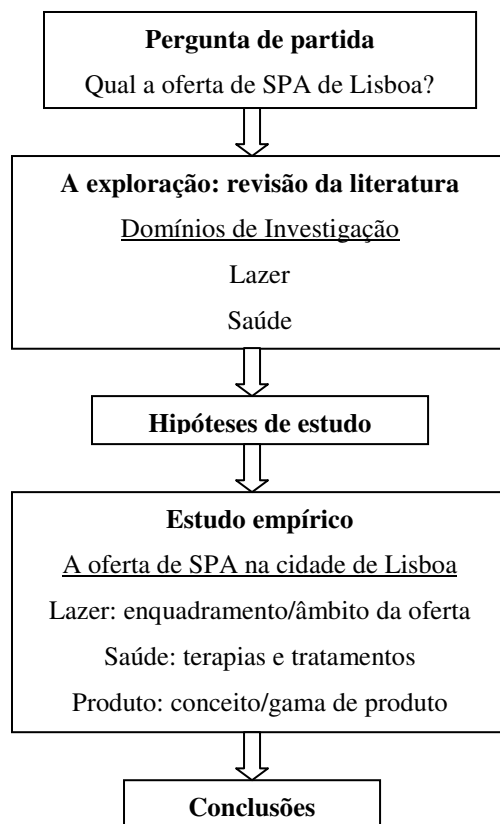 Pergunta de partida
Qual a oferta de SPA de Lisboa?
A exploração: revisão da literatura
Domínios de Investigação
Lazer
Saúde
Hipóteses de estudo
Estudo empírico
A oferta de SPA na cidade de Lisboa
Lazer: enquadramento/âmbito da oferta
Saúde: terapias e tratamentos
Produto: conceito/gama de produto
Conclusões